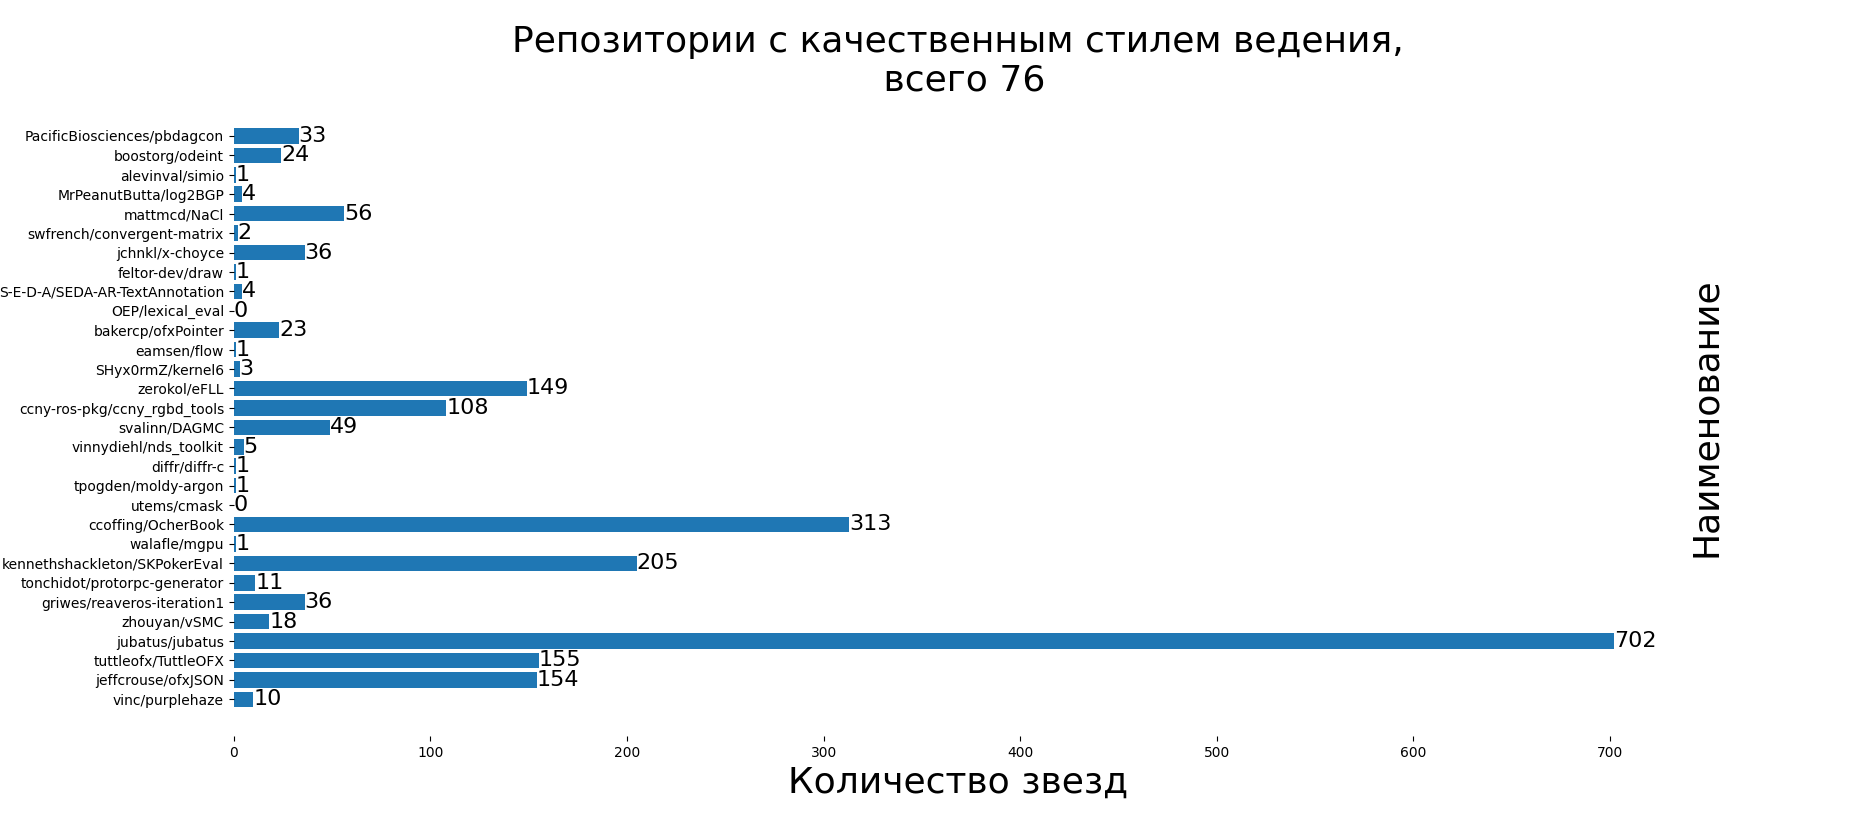 Репозитории с качественным стилем ведения,
всего 76
PacificBiosciences/pbdagcon 33
boostorg/odeint 24
alevinval/simio 1
MrPeanutButta/log2BGP 4
mattmcd/NaCl 56
swfrench/convergent-matrix 2
jchnkl/x-choyce 36
feltor-dev/draw 1
S-E-D-A/SEDA-AR-TextAnnotation 4
OEP/lexical_eval 0
bakercp/ofxPointer 23
eamsen/flow 1
SHyx0rmZ/kernel6 3
zerokol/eFLL 149
ccny-ros-pkg/ccny_rgbd_tools 108
svalinn/DAGMC 49
vinnydiehl/nds_toolkit 5
diffr/diffr-c 1
tpogden/moldy-argon 1
utems/cmask 0
ccoffing/OcherBook 313
walafle/mgpu 1
kennethshackleton/SKPokerEval 205
tonchidot/protorpc-generator 11
griwes/reaveros-iteration1 36
zhouyan/vSMC 18
jubatus/jubatus 702
tuttleofx/TuttleOFX 155
jeffcrouse/ofxJSON 154
vinc/purplehaze 10
0 100 200 300 400 500 600 700
Количество звезд
Наименование